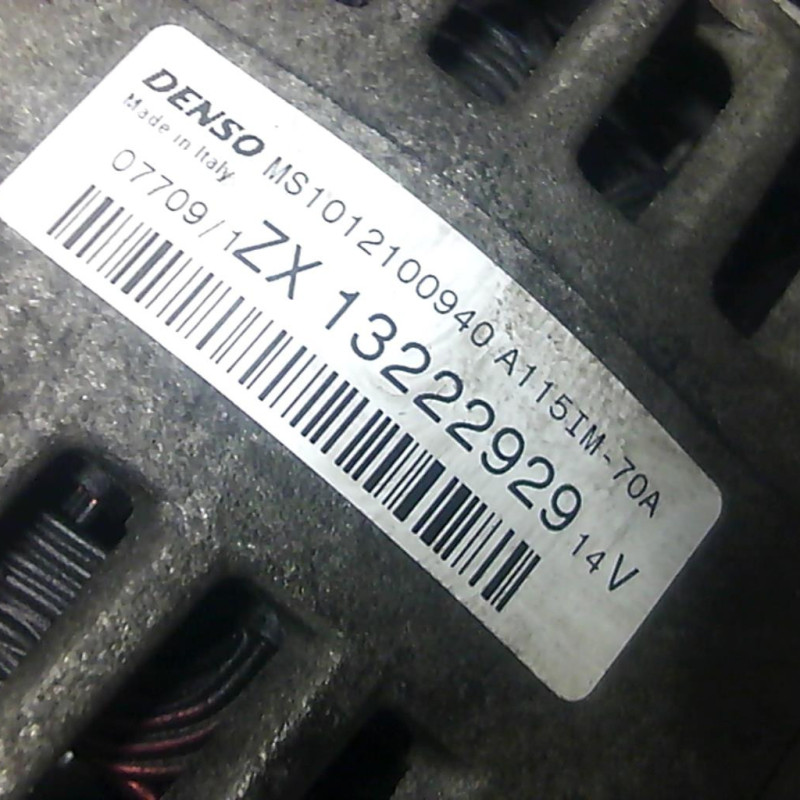 DENSO MS1012100940 A115IM-70A
Made in Italy
07709/1ZX 13222929 14V